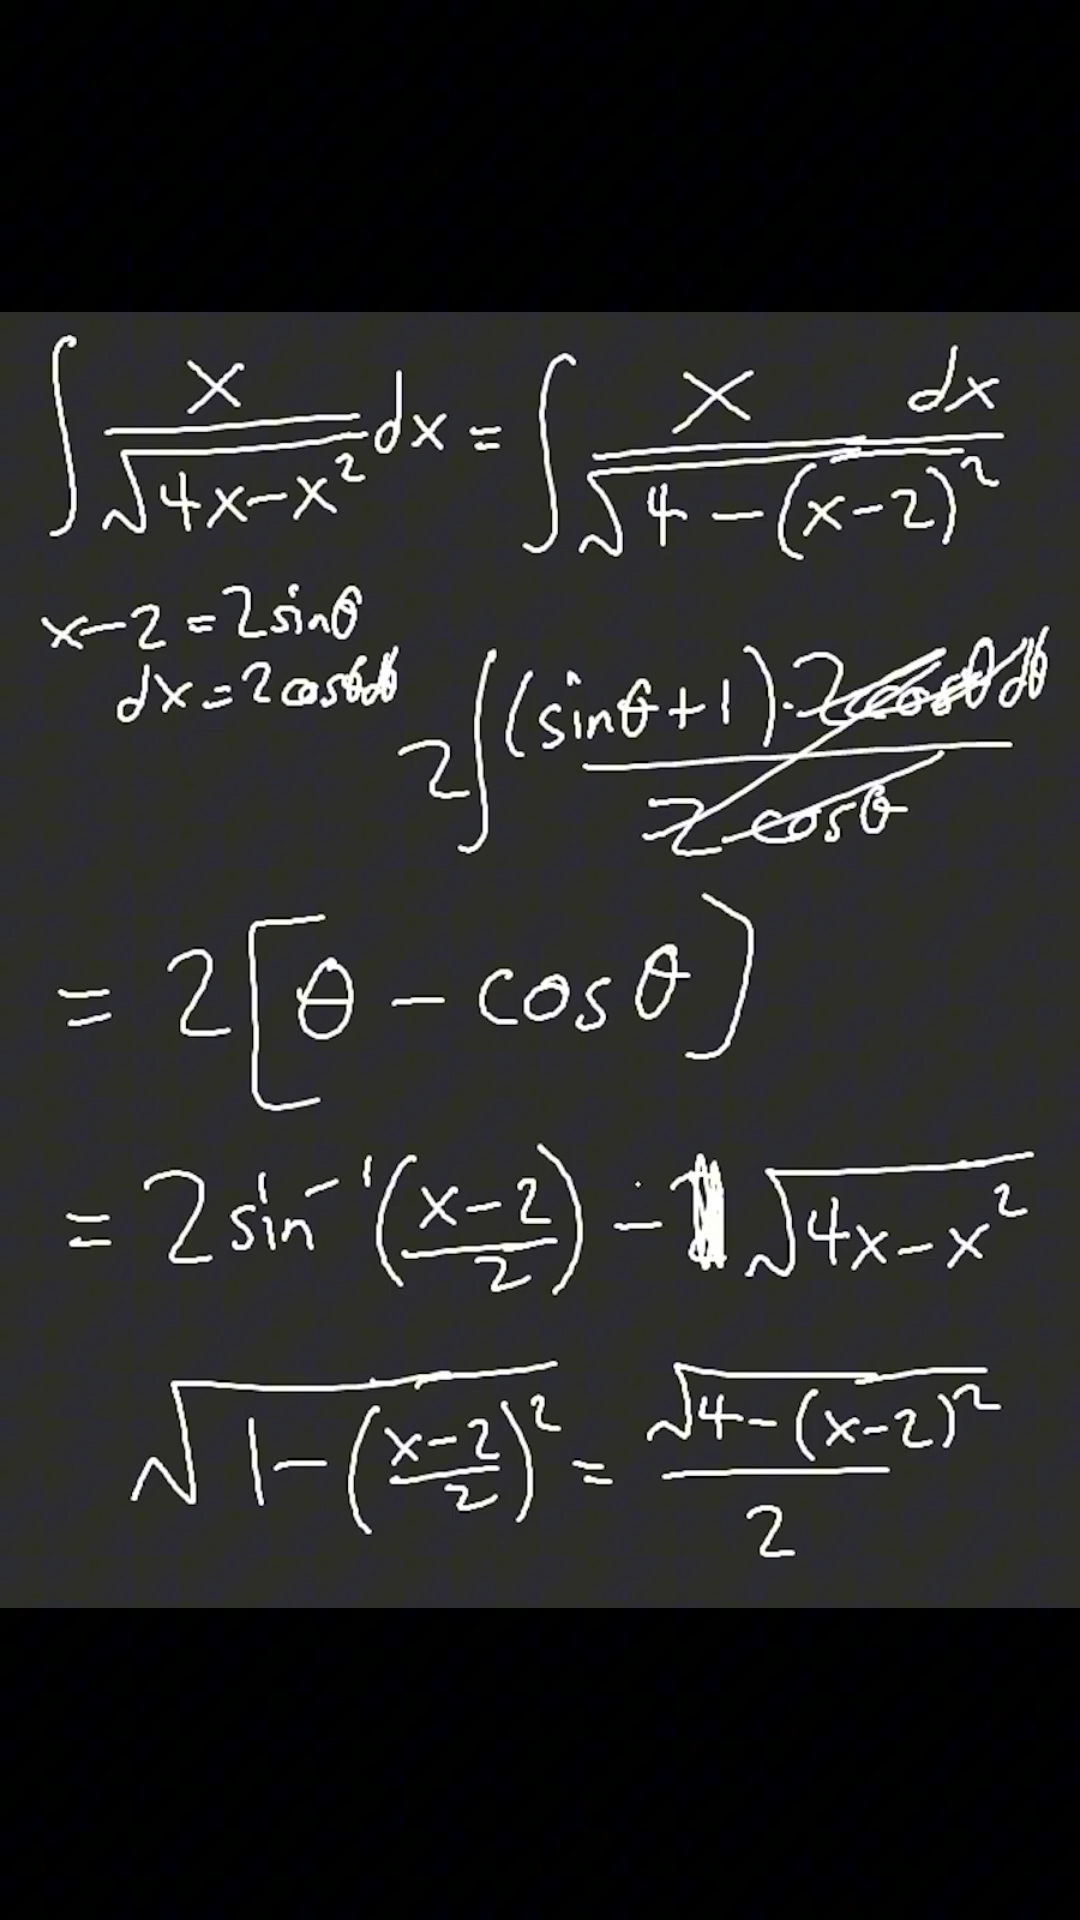 ∫ x/√(4x-x²) dx = ∫ x dx/√(4-(x-2)²)
x-2 = 2sinθ
dx = 2cosθdθ
2∫ (sinθ+1)·2cosθdθ/2cosθ
= 2[θ - cosθ]
= 2sin⁻¹((x-2)/2) - √(4x-x²)
√(1-((x-2)/2)²) = √(4-(x-2)²)/2